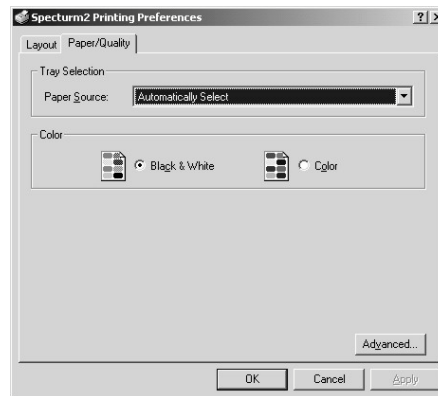 Specturm2 Printing Preferences
Layout Paper/Quality
Tray Selection
Paper Source: Automatically Select
Color
Black & White Color
Advanced...
OK Cancel Apply